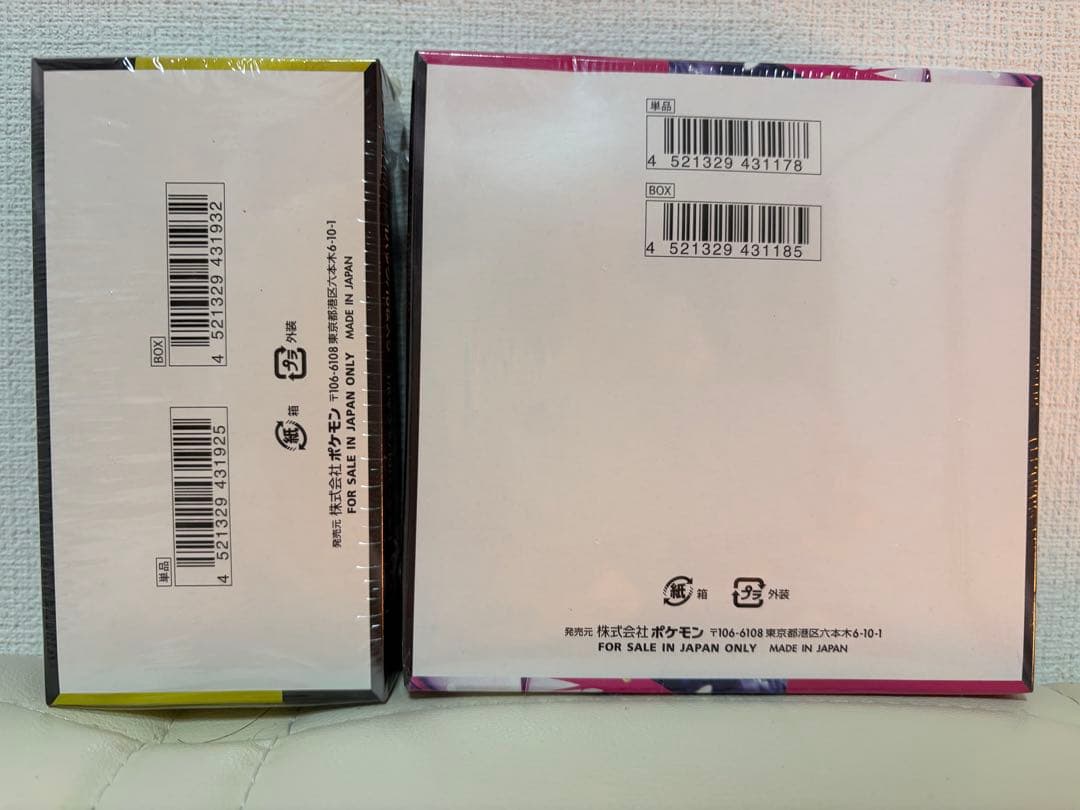 BOX
4 521329 431932
単品
4 521329 431925
プラ 外装
紙 箱
発売元 株式会社ポケモン 〒106-6108 東京都港区六本木6-10-1
FOR SALE IN JAPAN ONLY MADE IN JAPAN
単品
4 521329 431178
BOX
4 521329 431185
紙 箱 プラ 外装
発売元 株式会社ポケモン 〒106-6108 東京都港区六本木6-10-1
FOR SALE IN JAPAN ONLY MADE IN JAPAN